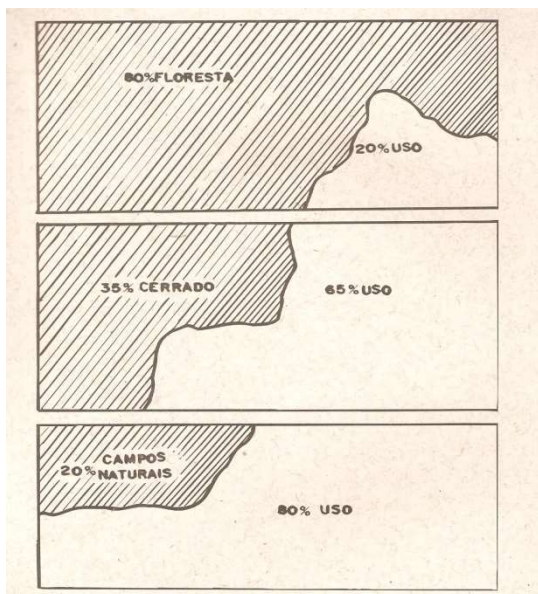 80% FLORESTA
20% USO
35% CERRADO
65% USO
CAMPOS
20% NATURAIS
80% USO